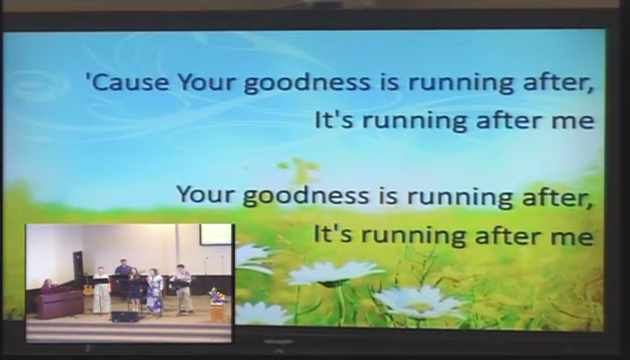 'Cause Your goodness is running after,
It's running after me
Your goodness is running after,
It's running after me